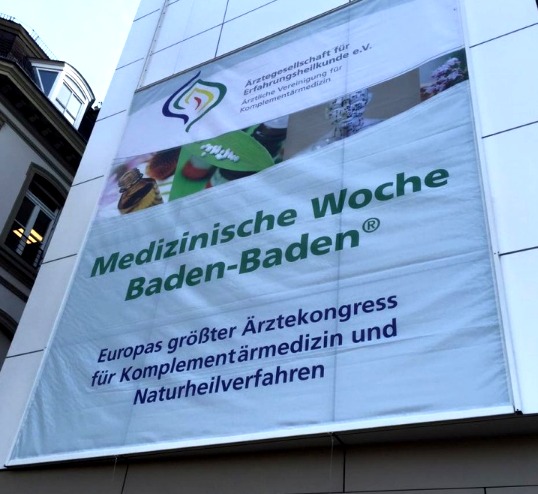 Ärztegesellschaft für
Erfahrungsheilkunde e.V.
Ärztliche Vereinigung für
Komplementärmedizin
Medizinische Woche
Baden-Baden®
Europas größter Ärztekongress
für Komplementärmedizin und
Naturheilverfahren